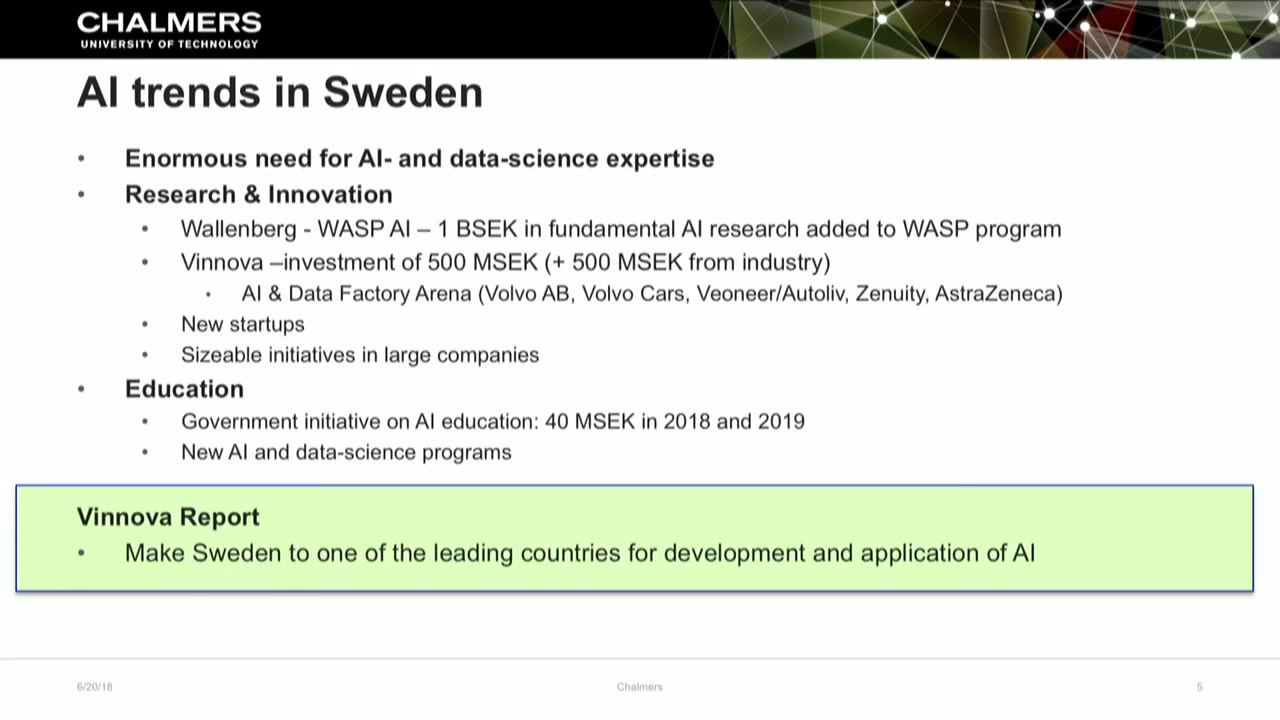 CHALMERS
UNIVERSITY OF TECHNOLOGY
AI trends in Sweden
• Enormous need for AI- and data-science expertise
• Research & Innovation
• Wallenberg - WASP AI – 1 BSEK in fundamental AI research added to WASP program
• Vinnova –investment of 500 MSEK (+ 500 MSEK from industry)
• AI & Data Factory Arena (Volvo AB, Volvo Cars, Veoneer/Autoliv, Zenuity, AstraZeneca)
• New startups
• Sizeable initiatives in large companies
• Education
• Government initiative on AI education: 40 MSEK in 2018 and 2019
• New AI and data-science programs
Vinnova Report
• Make Sweden to one of the leading countries for development and application of AI
6/20/18 Chalmers 5